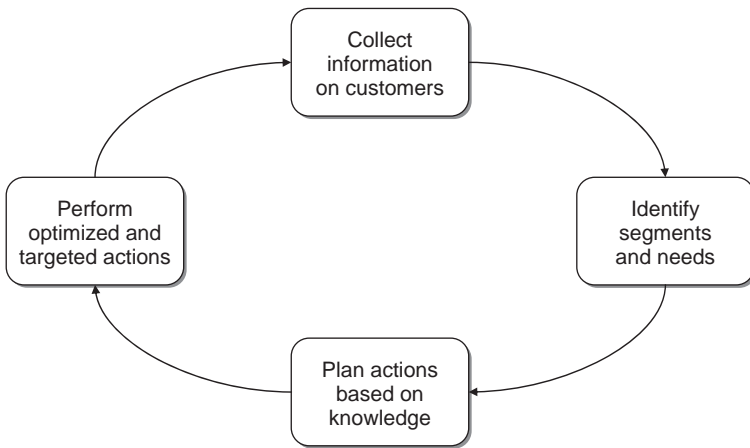 Collect
information
on customers
Identify
segments
and needs
Plan actions
based on
knowledge
Perform
optimized and
targeted actions